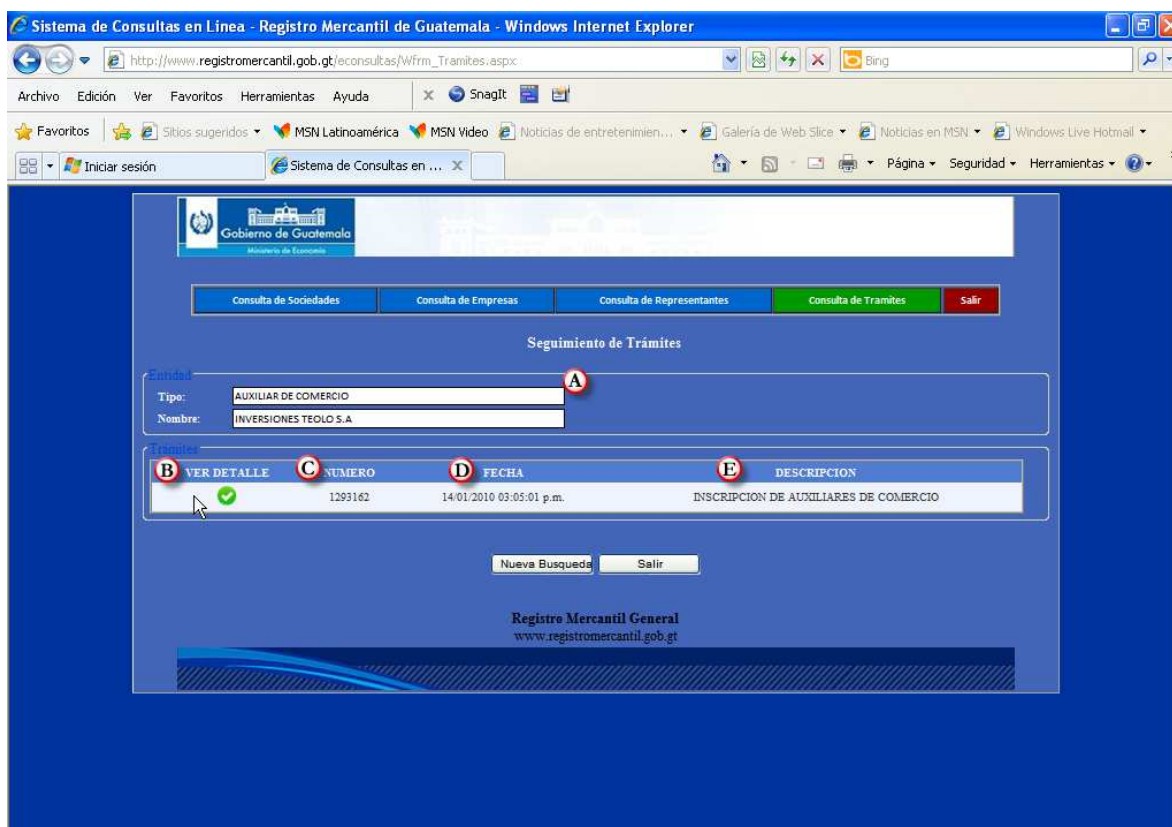 Sistema de Consultas en Linea - Registro Mercantil de Guatemala - Windows Internet Explorer
http://www.registromercantil.gob.gt/econsultas/Wfrm_Tramites.aspx Bing
Archivo Edición Ver Favoritos Herramientas Ayuda x SnagIt
Favoritos Sitios sugeridos MSN Latinoamérica MSN Video Noticias de entretenimien... Galería de Web Slice Noticias en MSN Windows Live Hotmail
Iniciar sesión Sistema de Consultas en ... X Página Seguridad Herramientas
Gobierno de Guatemala
Ministerio de Economía
Consulta de Sociedades Consulta de Empresas Consulta de Representantes Consulta de Tramites Salir
Seguimiento de Trámites
Entidad
A
Tipo: AUXILIAR DE COMERCIO
Nombre: INVERSIONES TEOLO S.A
Trámites
B VER DETALLE C NUMERO D FECHA E DESCRIPCION
1293162 14/01/2010 03:05:01 p.m. INSCRIPCION DE AUXILIARES DE COMERCIO
Nueva Busqueda Salir
Registro Mercantil General
www.registromercantil.gob.gt